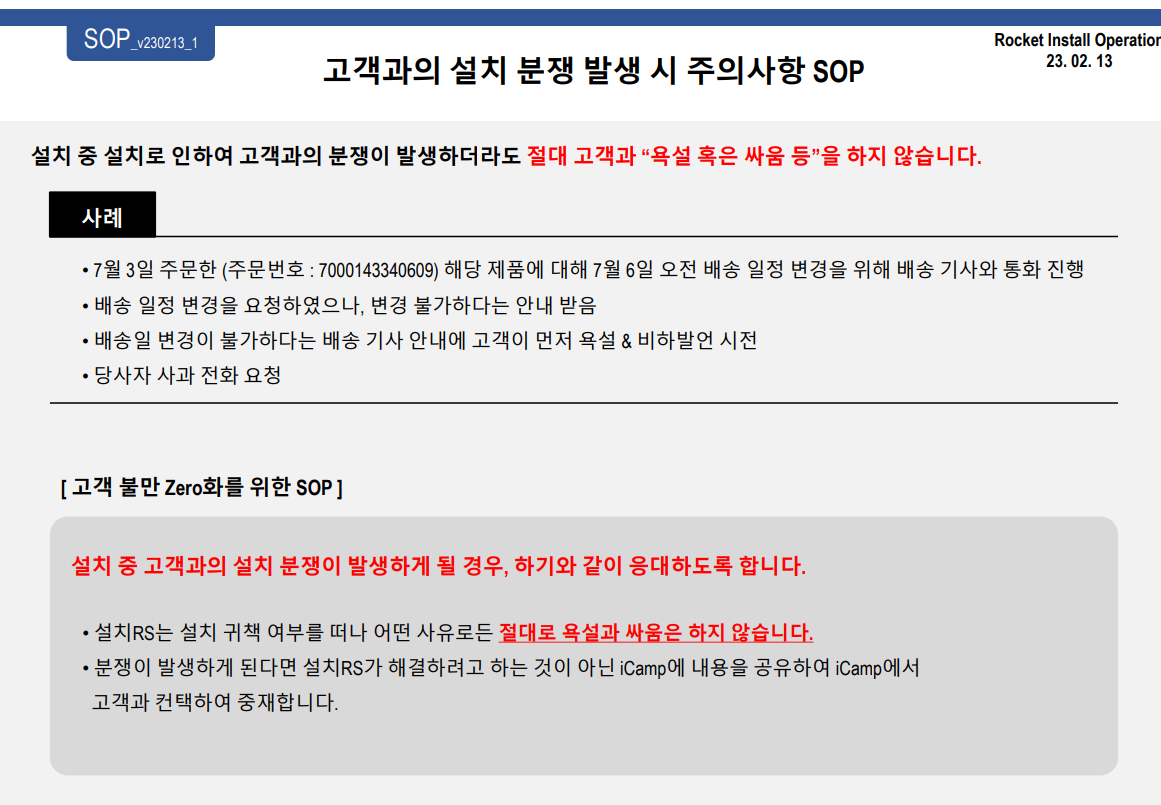 SOP_v230213_1
Rocket Install Operation
23. 02. 13
고객과의 설치 분쟁 발생 시 주의사항 SOP
설치 중 설치로 인하여 고객과의 분쟁이 발생하더라도 절대 고객과 “욕설 혹은 싸움 등”을 하지 않습니다.
사례
• 7월 3일 주문한 (주문번호 : 7000143340609) 해당 제품에 대해 7월 6일 오전 배송 일정 변경을 위해 배송 기사와 통화 진행
• 배송 일정 변경을 요청하였으나, 변경 불가하다는 안내 받음
• 배송일 변경이 불가하다는 배송 기사 안내에 고객이 먼저 욕설 & 비하발언 시전
• 당사자 사과 전화 요청
[ 고객 불만 Zero화를 위한 SOP ]
설치 중 고객과의 설치 분쟁이 발생하게 될 경우, 하기와 같이 응대하도록 합니다.
• 설치RS는 설치 귀책 여부를 떠나 어떤 사유로든 절대로 욕설과 싸움은 하지 않습니다.
• 분쟁이 발생하게 된다면 설치RS가 해결하려고 하는 것이 아닌 iCamp에 내용을 공유하여 iCamp에서
고객과 컨택하여 중재합니다.